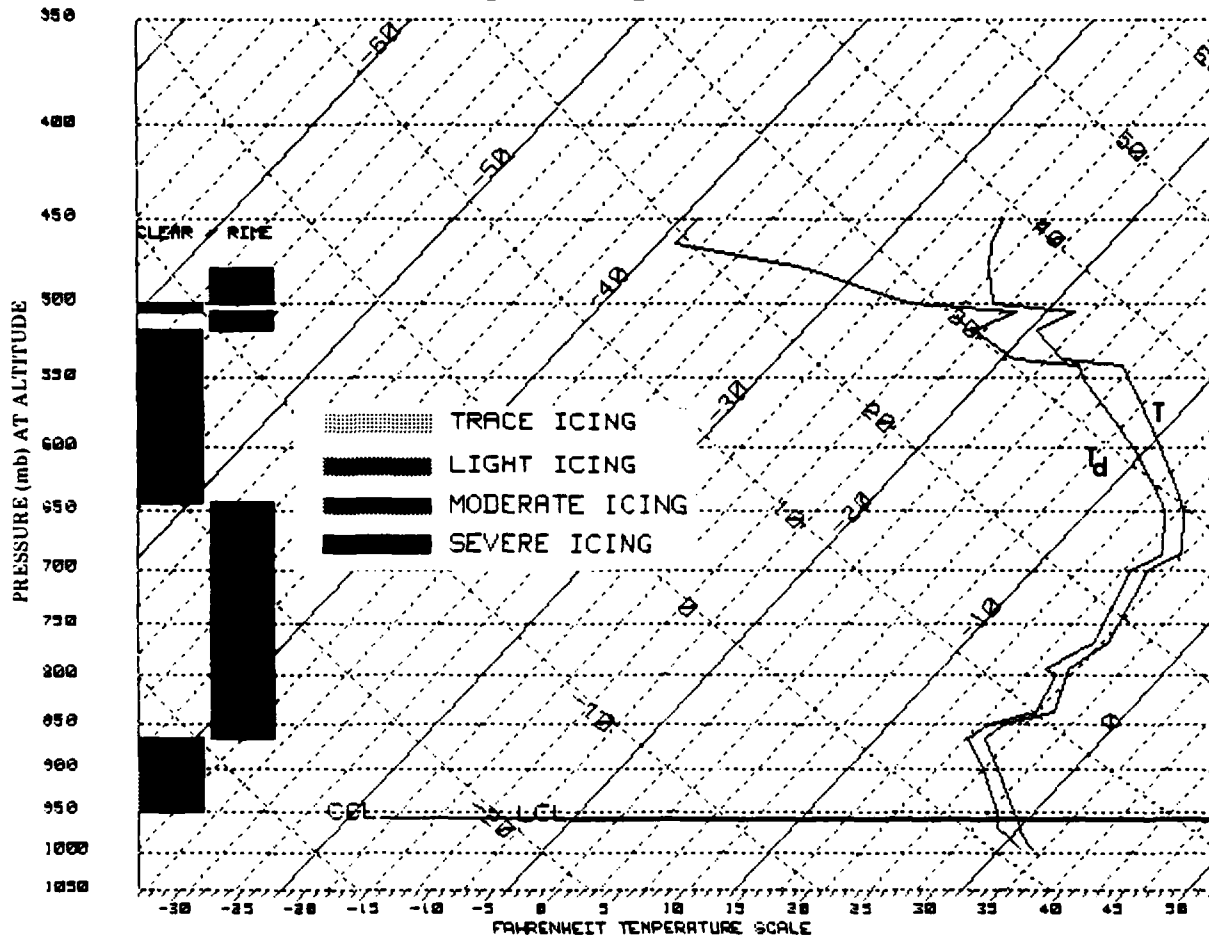 350
-60
50
400
-50
450
40
CLEAR / RIME
-40
500
30
PRESSURE (mb) AT ALTITUDE
550
-30
T
20
TRACE ICING
600
Td
LIGHT ICING
MODERATE ICING
650
10
-20
SEVERE ICING
700
0
-10
750
800
-10
850
0
900
950
CCL
LCL
-20
1000
1050
-30 -25 -20 -15 -10 -5 0 5 10 15 20 25 30 35 40 45 50
FAHRENHEIT TEMPERATURE SCALE